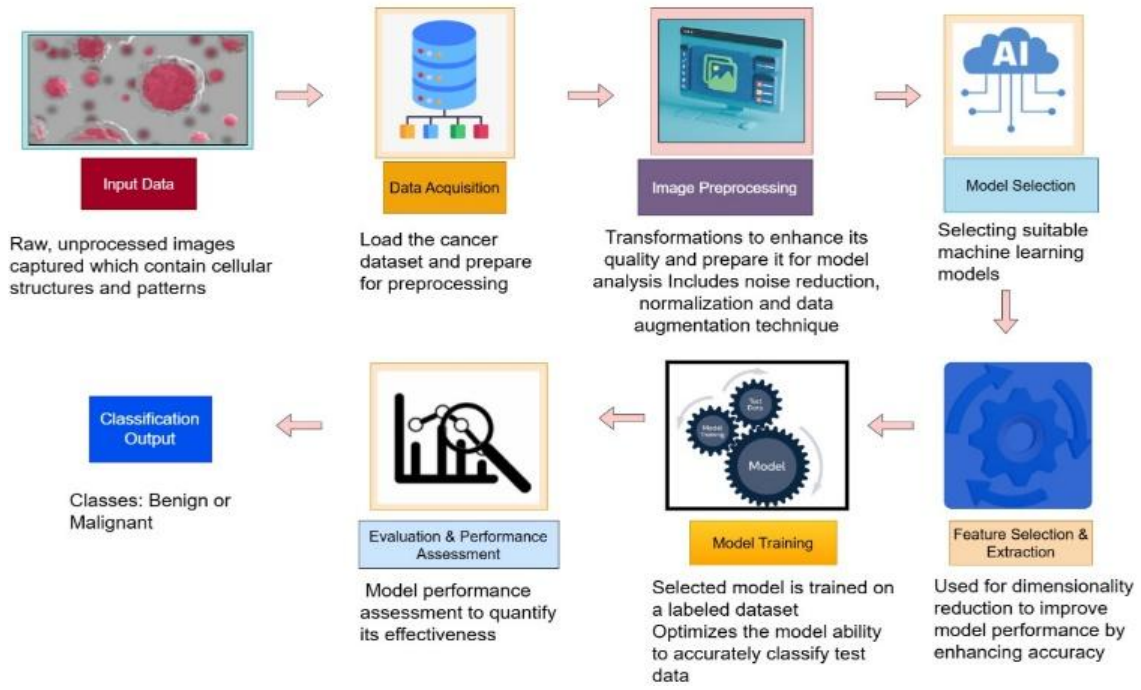 AI
Input Data
Data Acquisition
Image Preprocessing
Model Selection
Raw, unprocessed images
captured which contain cellular
structures and patterns
Load the cancer
dataset and prepare
for preprocessing
Transformations to enhance its
quality and prepare it for model
analysis Includes noise reduction,
normalization and data
augmentation technique
Selecting suitable
machine learning
models
Classification
Output
Classes: Benign or
Malignant
Evaluation & Performance
Assessment
Model performance
assessment to quantify
its effectiveness
Test
Data
Model
Training
Model
Model Training
Selected model is trained on
a labeled dataset
Optimizes the model ability
to accurately classify test
data
Feature Selection &
Extraction
Used for dimensionality
reduction to improve
model performance by
enhancing accuracy